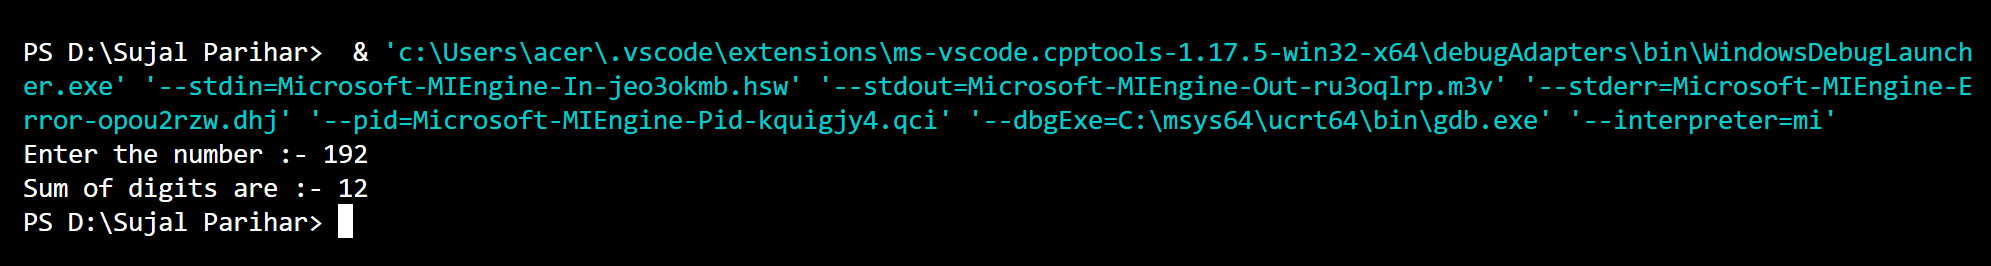 PS D:\Sujal Parihar>  & 'c:\Users\acer\.vscode\extensions\ms-vscode.cpptools-1.17.5-win32-x64\debugAdapters\bin\WindowsDebugLaunch
er.exe' '--stdin=Microsoft-MIEngine-In-jeo3okmb.hsw' '--stdout=Microsoft-MIEngine-Out-ru3oqlrp.m3v' '--stderr=Microsoft-MIEngine-E
rror-opou2rzw.dhj' '--pid=Microsoft-MIEngine-Pid-kquigjy4.qci' '--dbgExe=C:\msys64\ucrt64\bin\gdb.exe' '--interpreter=mi'
Enter the number :- 192
Sum of digits are :- 12
PS D:\Sujal Parihar>